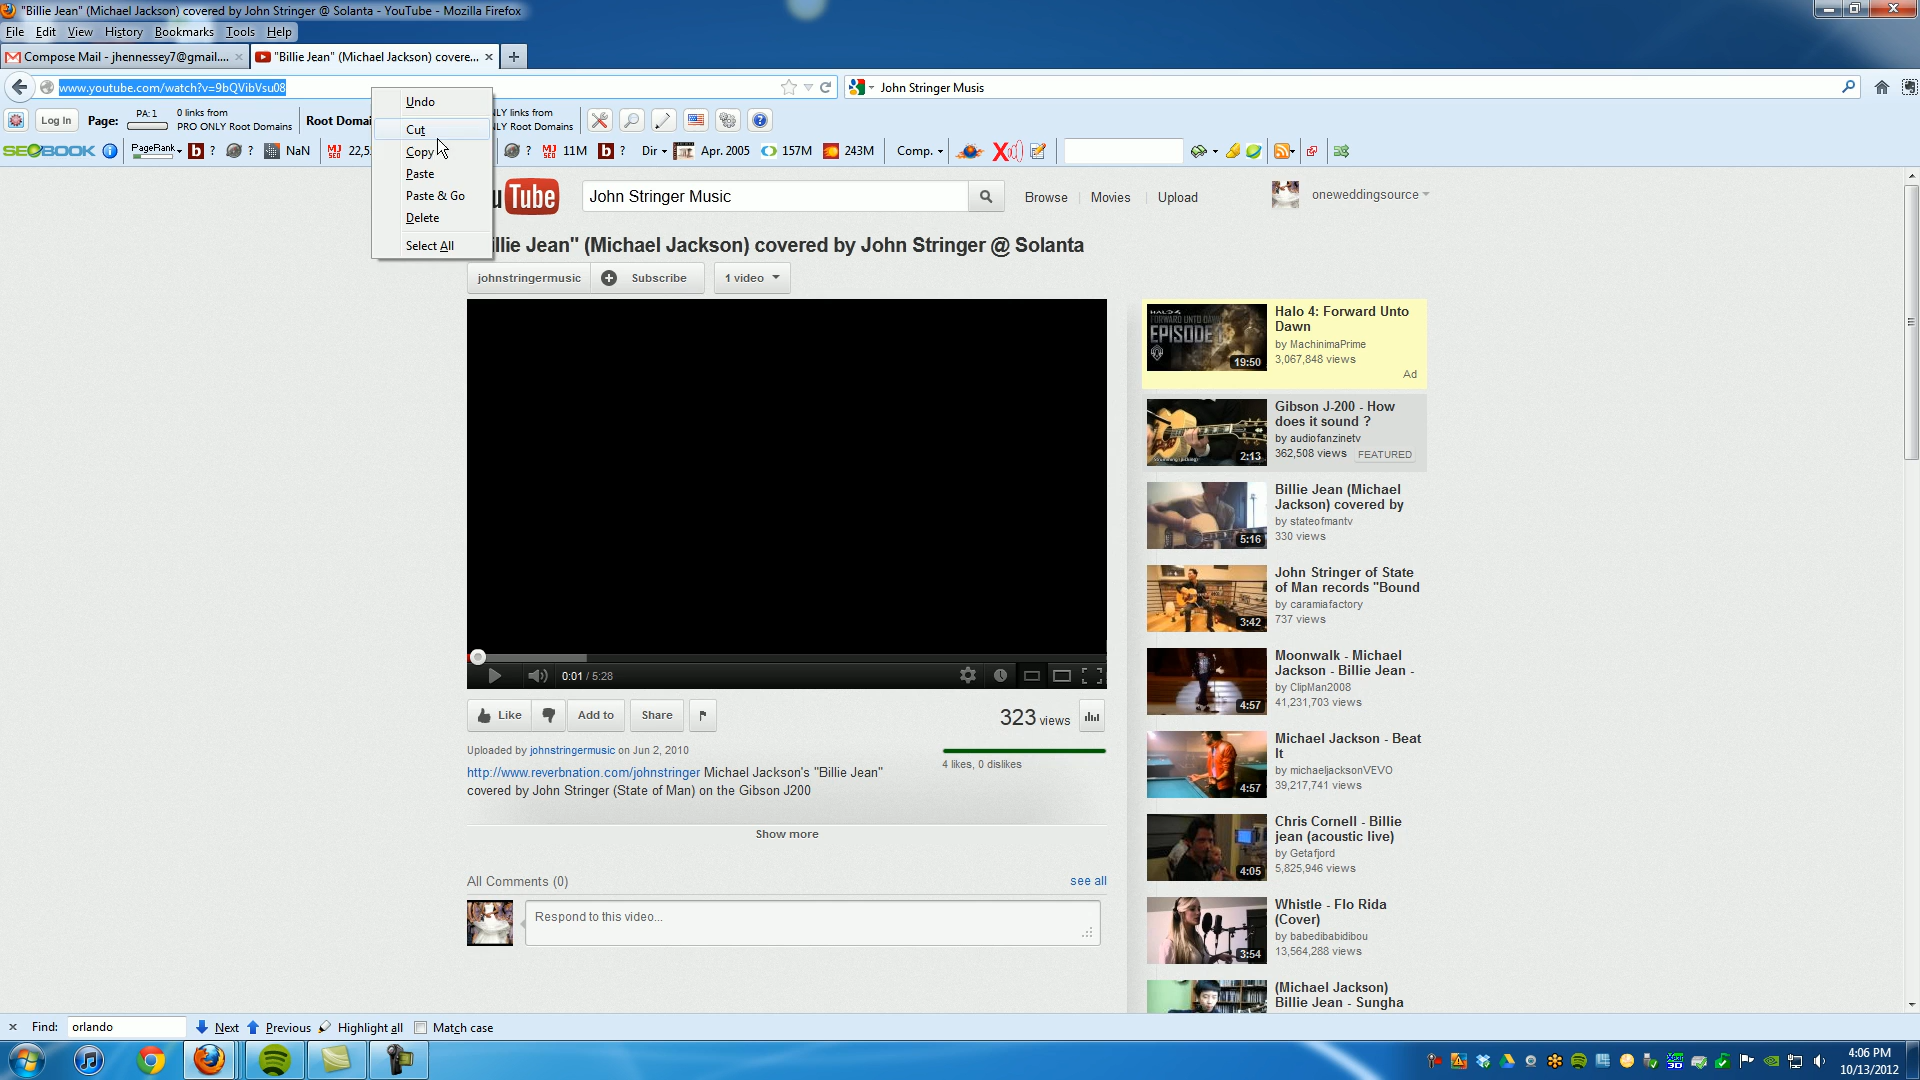 "Billie Jean" (Michael Jackson) covered by John Stringer @ Solanta - YouTube - Mozilla Firefox
File Edit View History Bookmarks Tools Help
Compose Mail - jhennessey7@gmail....
"Billie Jean" (Michael Jackson) covere...
www.youtube.com/watch?v=9bQVibVsu08
John Stringer Musis
Log In
Page:
PA: 1
0 links from
PRO ONLY Root Domains
Root Domai
LY links from
LY Root Domains
SEOBOOK
PageRank
?
?
NaN
MJ SEO
22,5
?
MJ SEO
11M
?
Dir
Apr. 2005
157M
243M
Comp.
Undo
Cut
Copy
Paste
Paste & Go
Delete
Select All
Tube
John Stringer Music
Browse
Movies
Upload
oneweddingsource
illie Jean" (Michael Jackson) covered by John Stringer @ Solanta
johnstringermusic
Subscribe
1 video
0:01 / 5:28
Like
Add to
Share
323 views
Uploaded by johnstringermusic on Jun 2, 2010
4 likes, 0 dislikes
http://www.reverbnation.com/johnstringer Michael Jackson's "Billie Jean"
covered by John Stringer (State of Man) on the Gibson J200
Show more
All Comments (0)
see all
Respond to this video...
HALO 4
FORWARD UNTO DAWN
EPISODE 1
19:50
Halo 4: Forward Unto
Dawn
by MachinimaPrime
3,067,848 views
Ad
2:13
Gibson J-200 - How
does it sound ?
by audiofanzinetv
362,508 views
FEATURED
5:16
Billie Jean (Michael
Jackson) covered by
by stateofmantv
330 views
3:42
John Stringer of State
of Man records "Bound
by caramiafactory
737 views
4:57
Moonwalk - Michael
Jackson - Billie Jean -
by ClipMan2008
41,231,703 views
4:57
Michael Jackson - Beat
It
by michaeljacksonVEVO
39,217,741 views
4:05
Chris Cornell - Billie
jean (acoustic live)
by Getafjord
5,825,946 views
3:54
Whistle - Flo Rida
(Cover)
by babedibabidibou
13,564,288 views
(Michael Jackson)
Billie Jean - Sungha
Find:
orlando
Next
Previous
Highlight all
Match case
4:06 PM
10/13/2012